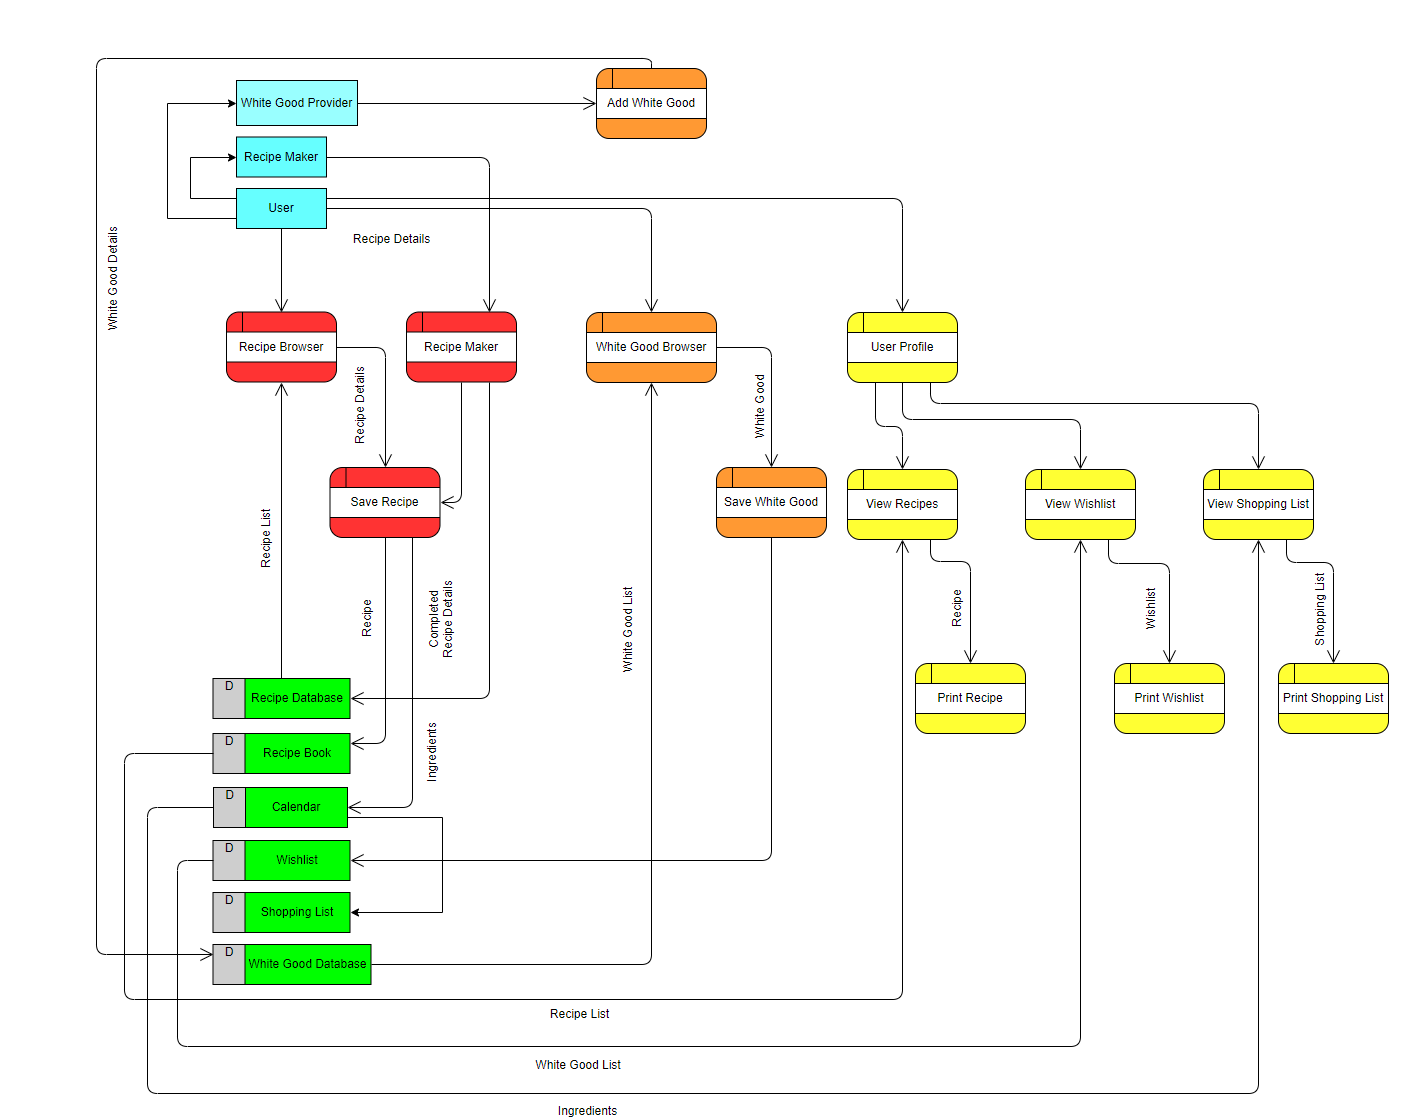 White Good Provider
Add White Good
Recipe Maker
User
Recipe Details
White Good Details
Recipe Browser
Recipe Maker
White Good Browser
User Profile
Recipe Details
White Good
Save Recipe
Save White Good
View Recipes
View Wishlist
View Shopping List
Recipe List
Recipe
Completed
Recipe Details
White Good List
Recipe
Wishlist
Shopping List
D
Recipe Database
Print Recipe
Print Wishlist
Print Shopping List
D
Recipe Book
Ingredients
D
Calendar
D
Wishlist
D
Shopping List
D
White Good Database
Recipe List
White Good List
Ingredients